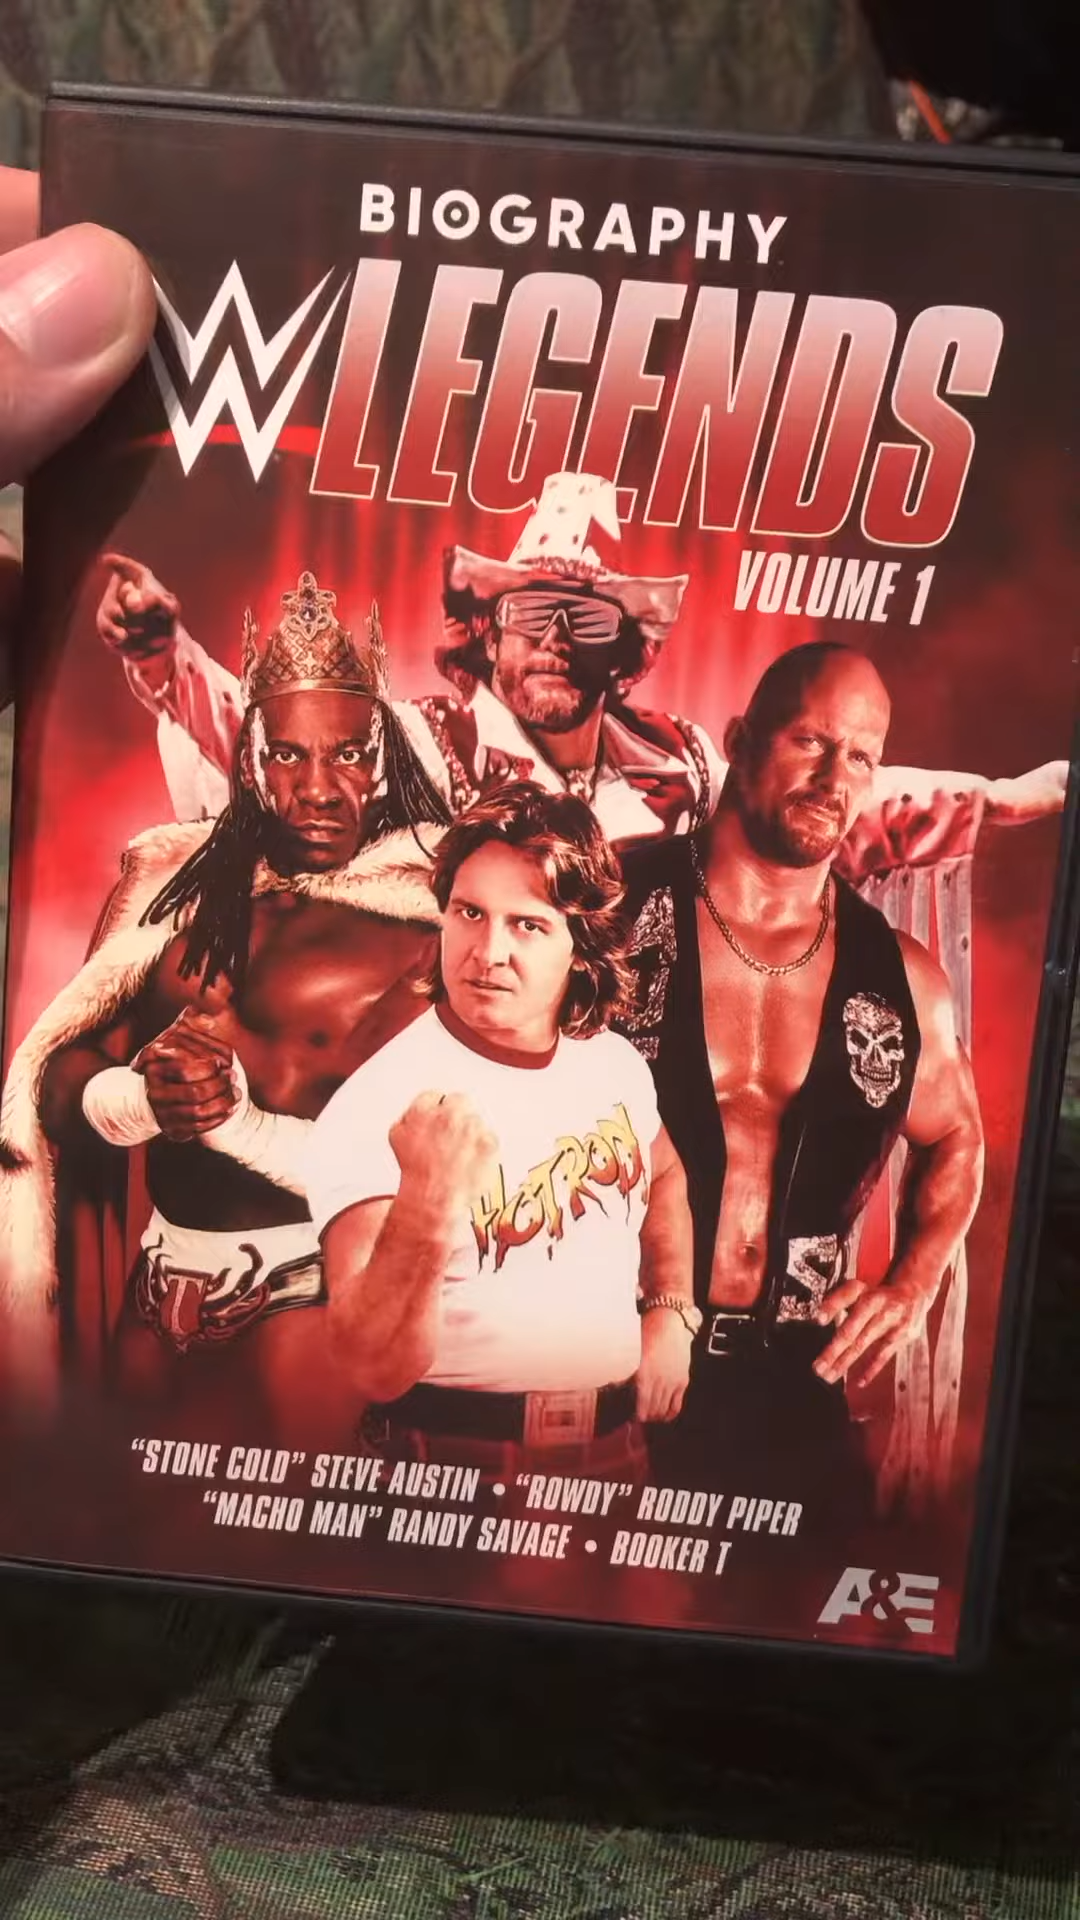 BIOGRAPHY
W LEGENDS
VOLUME 1
HOT ROD
T
S
"STONE COLD" STEVE AUSTIN • "ROWDY" RODDY PIPER
"MACHO MAN" RANDY SAVAGE • BOOKER T
A&E